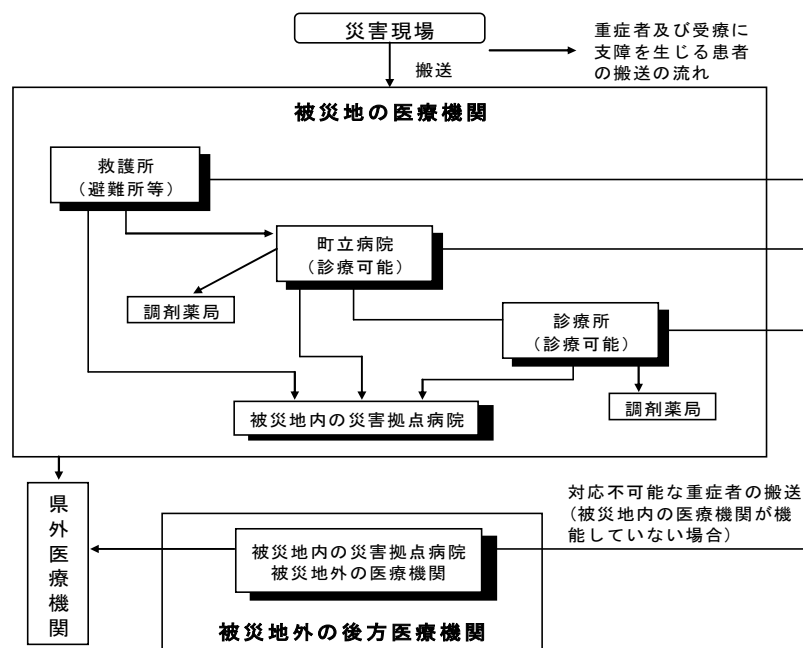 災害現場
重症者及び受療に
支障を生じる患者
の搬送の流れ
搬送
被災地の医療機関
救護所
(避難所等)
町立病院
(診療可能)
調剤薬局
診療所
(診療可能)
調剤薬局
被災地内の災害拠点病院
県外医療機関
対応不可能な重症者の搬送
(被災地内の医療機関が機
能していない場合)
被災地内の災害拠点病院
被災地外の医療機関
被災地外の後方医療機関